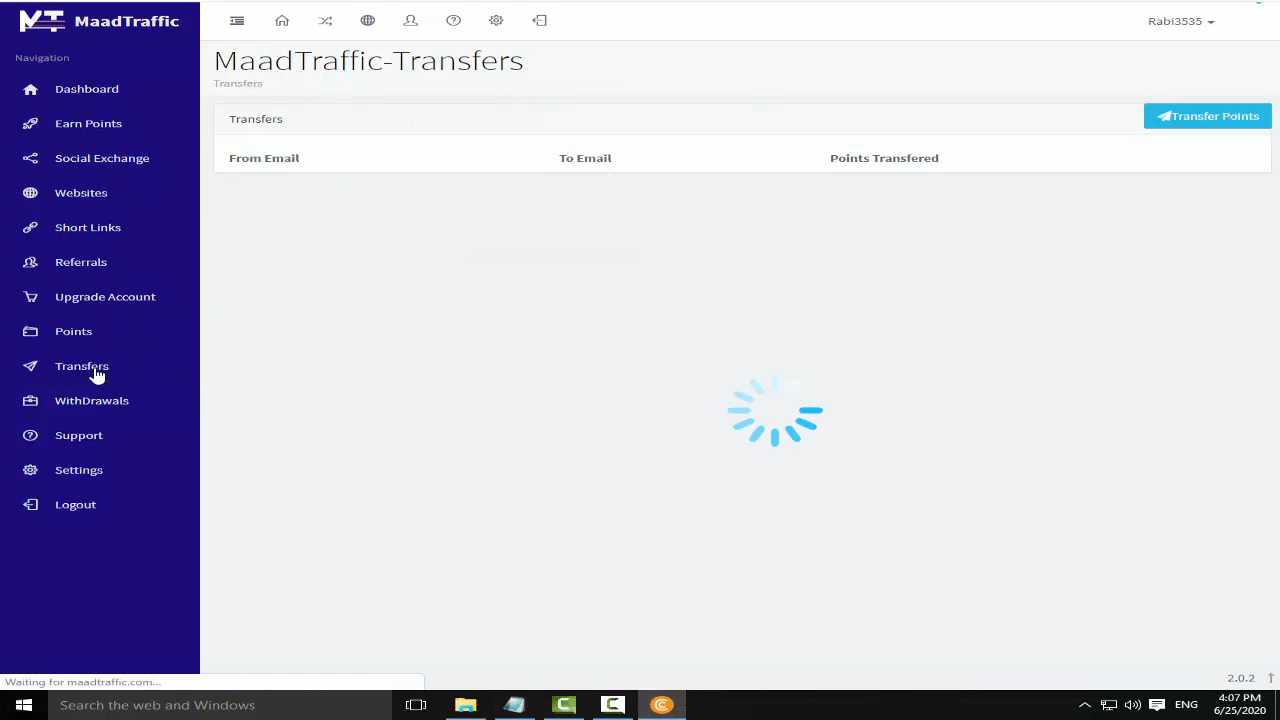 MT MaadTraffic
Rabi3535
Navigation
Dashboard
Earn Points
Social Exchange
Websites
Short Links
Referrals
Upgrade Account
Points
Transfers
WithDrawals
Support
Settings
Logout
MaadTraffic-Transfers
Transfers
Transfers
Transfer Points
From Email To Email Points Transfered
Waiting for maadtraffic.com...
2.0.2
Search the web and Windows
ENG
4:07 PM
6/25/2020